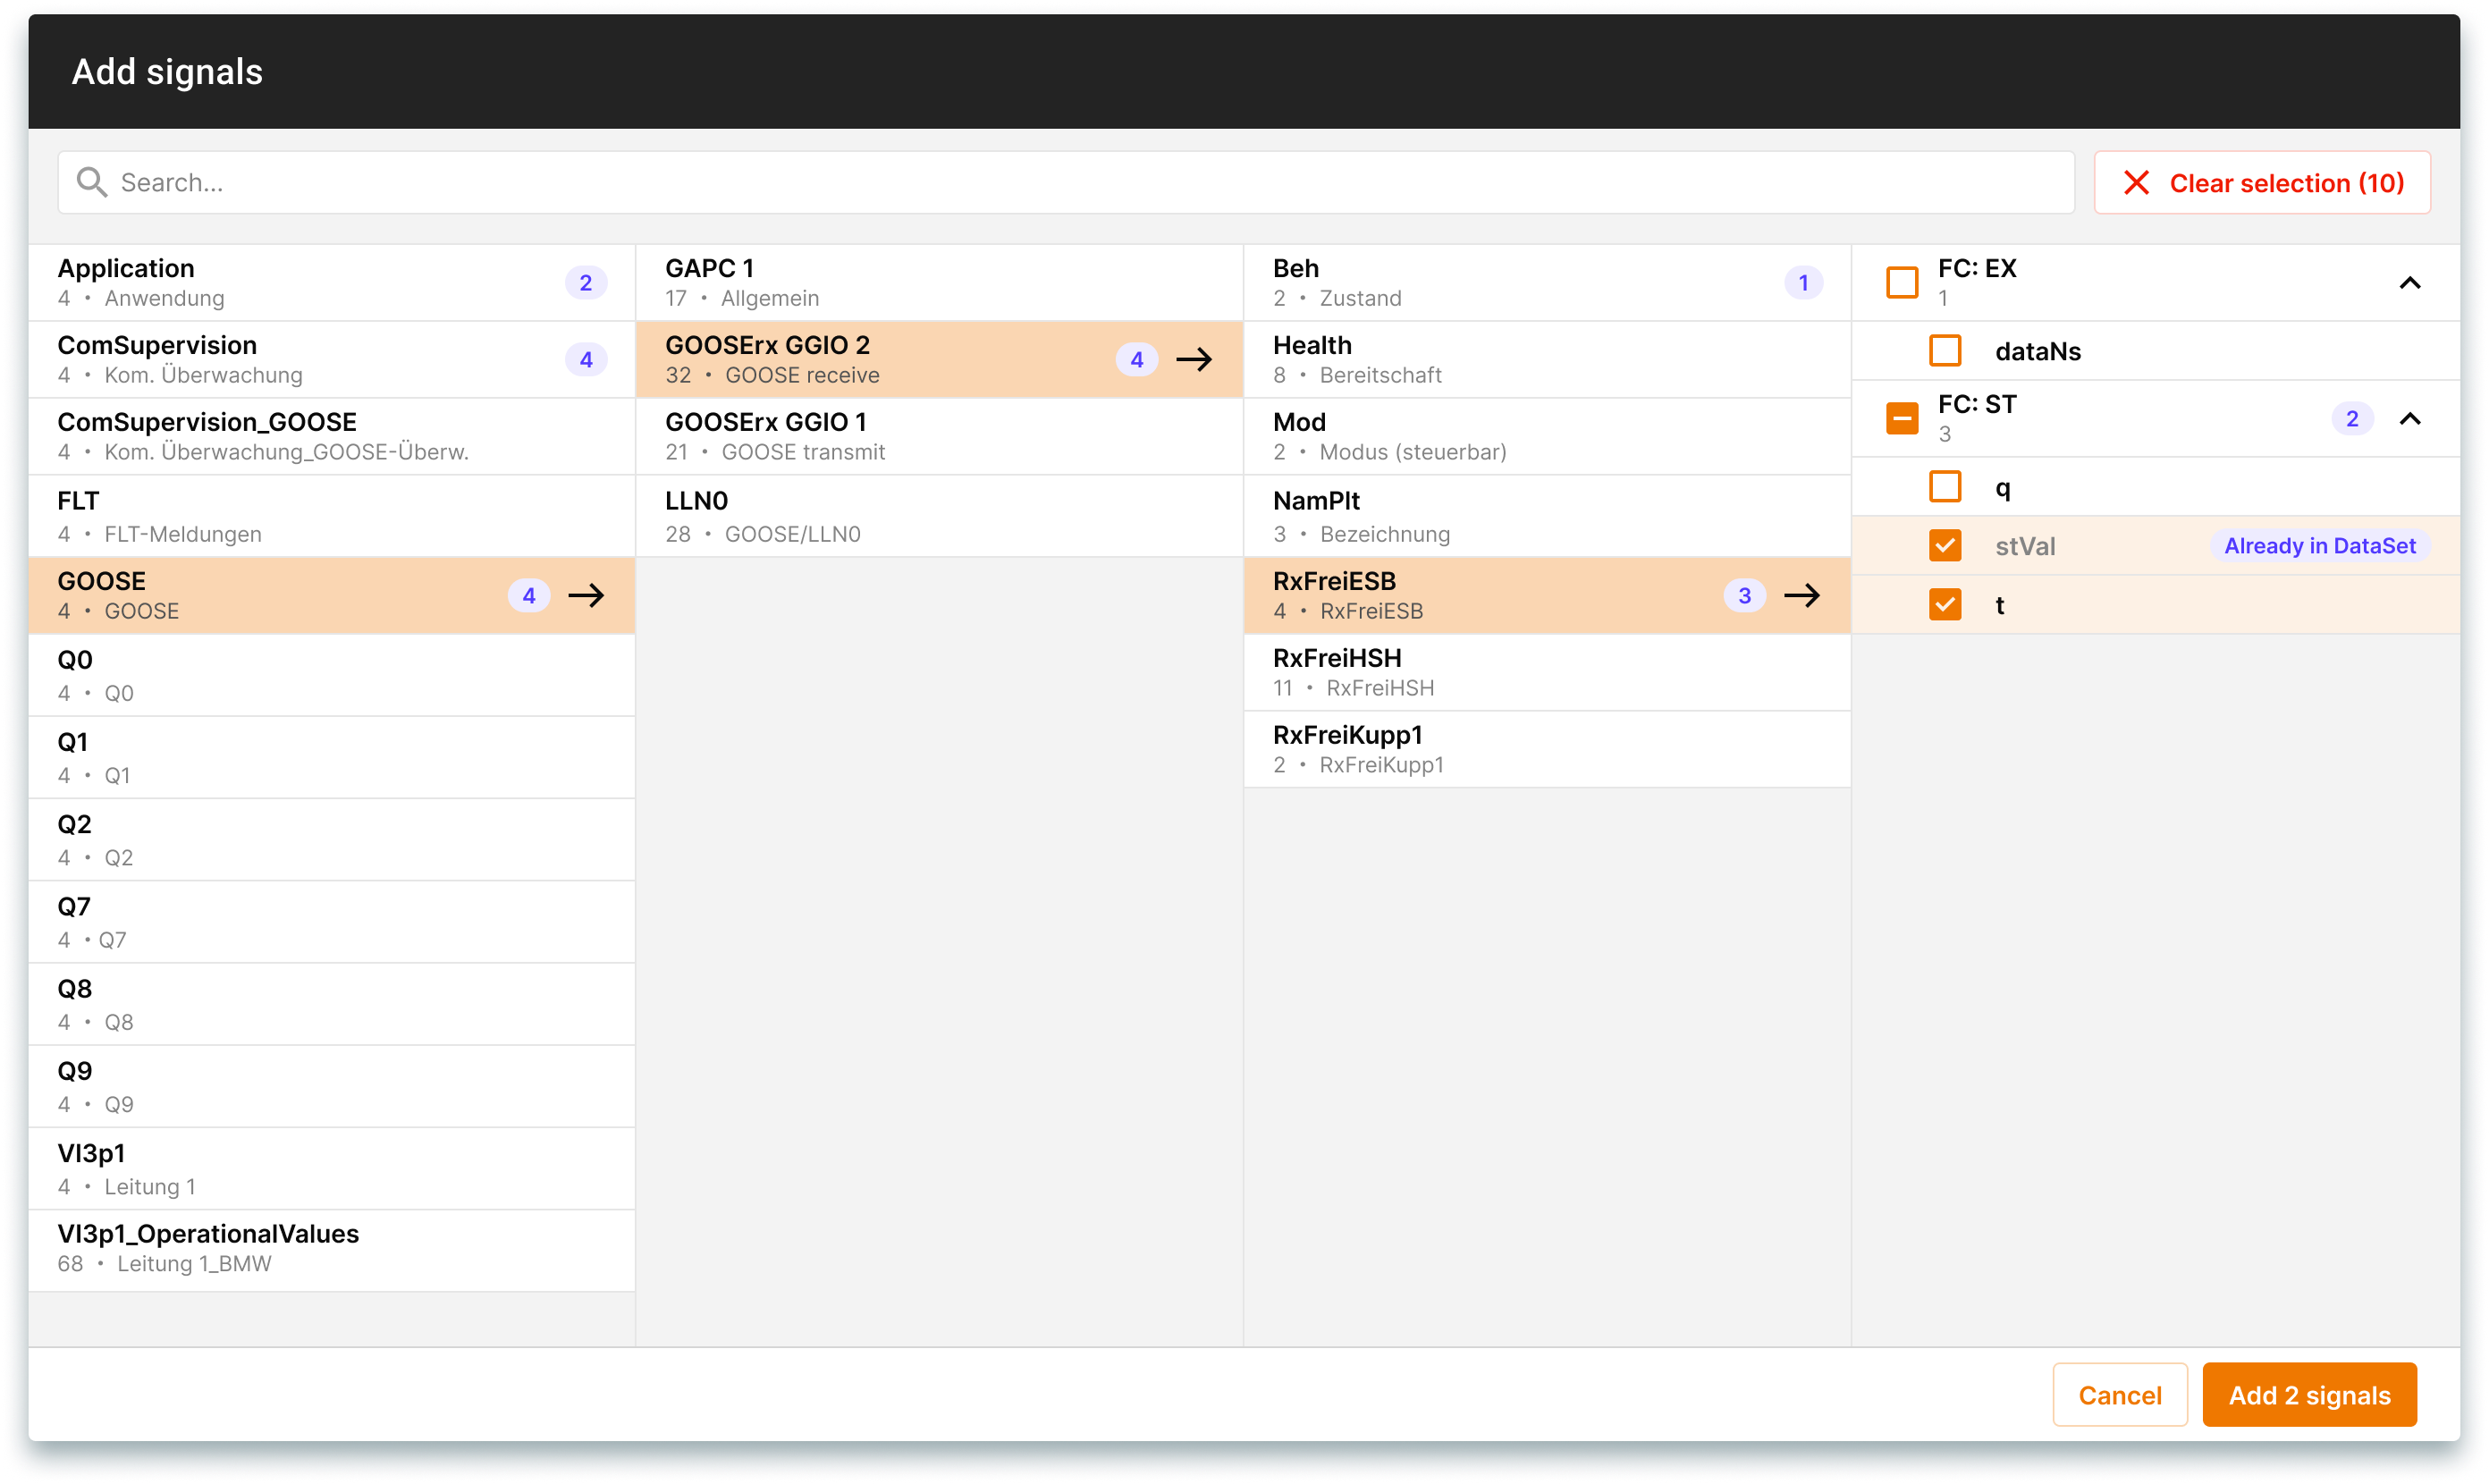 Add signals
Search...
Clear selection (10)
Application
4 • Anwendung
2
ComSupervision
4 • Kom. Überwachung
4
ComSupervision_GOOSE
4 • Kom. Überwachung_GOOSE-Überw.
FLT
4 • FLT-Meldungen
GOOSE
4 • GOOSE
4
Q0
4 • Q0
Q1
4 • Q1
Q2
4 • Q2
Q7
4 • Q7
Q8
4 • Q8
Q9
4 • Q9
VI3p1
4 • Leitung 1
VI3p1_OperationalValues
68 • Leitung 1_BMW
GAPC 1
17 • Allgemein
GOOSErx GGIO 2
32 • GOOSE receive
4
GOOSErx GGIO 1
21 • GOOSE transmit
LLN0
28 • GOOSE/LLN0
Beh
2 • Zustand
1
Health
8 • Bereitschaft
Mod
2 • Modus (steuerbar)
NamPlt
3 • Bezeichnung
RxFreiESB
4 • RxFreiESB
3
RxFreiHSH
11 • RxFreiHSH
RxFreiKupp1
2 • RxFreiKupp1
FC: EX
1
dataNs
FC: ST
3
2
q
stVal Already in DataSet
t
Cancel
Add 2 signals